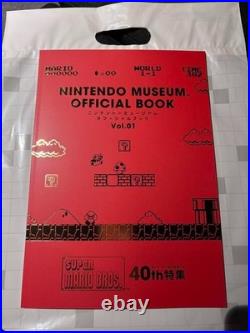 MARIO WORLD TIME
000000 ×00 1-1
NINTENDO MUSEUM
OFFICIAL BOOK
ニンテンドーミュージアム
オフィシャルブック
Vol.01
SUPER
MARIO BROS.
40th特集